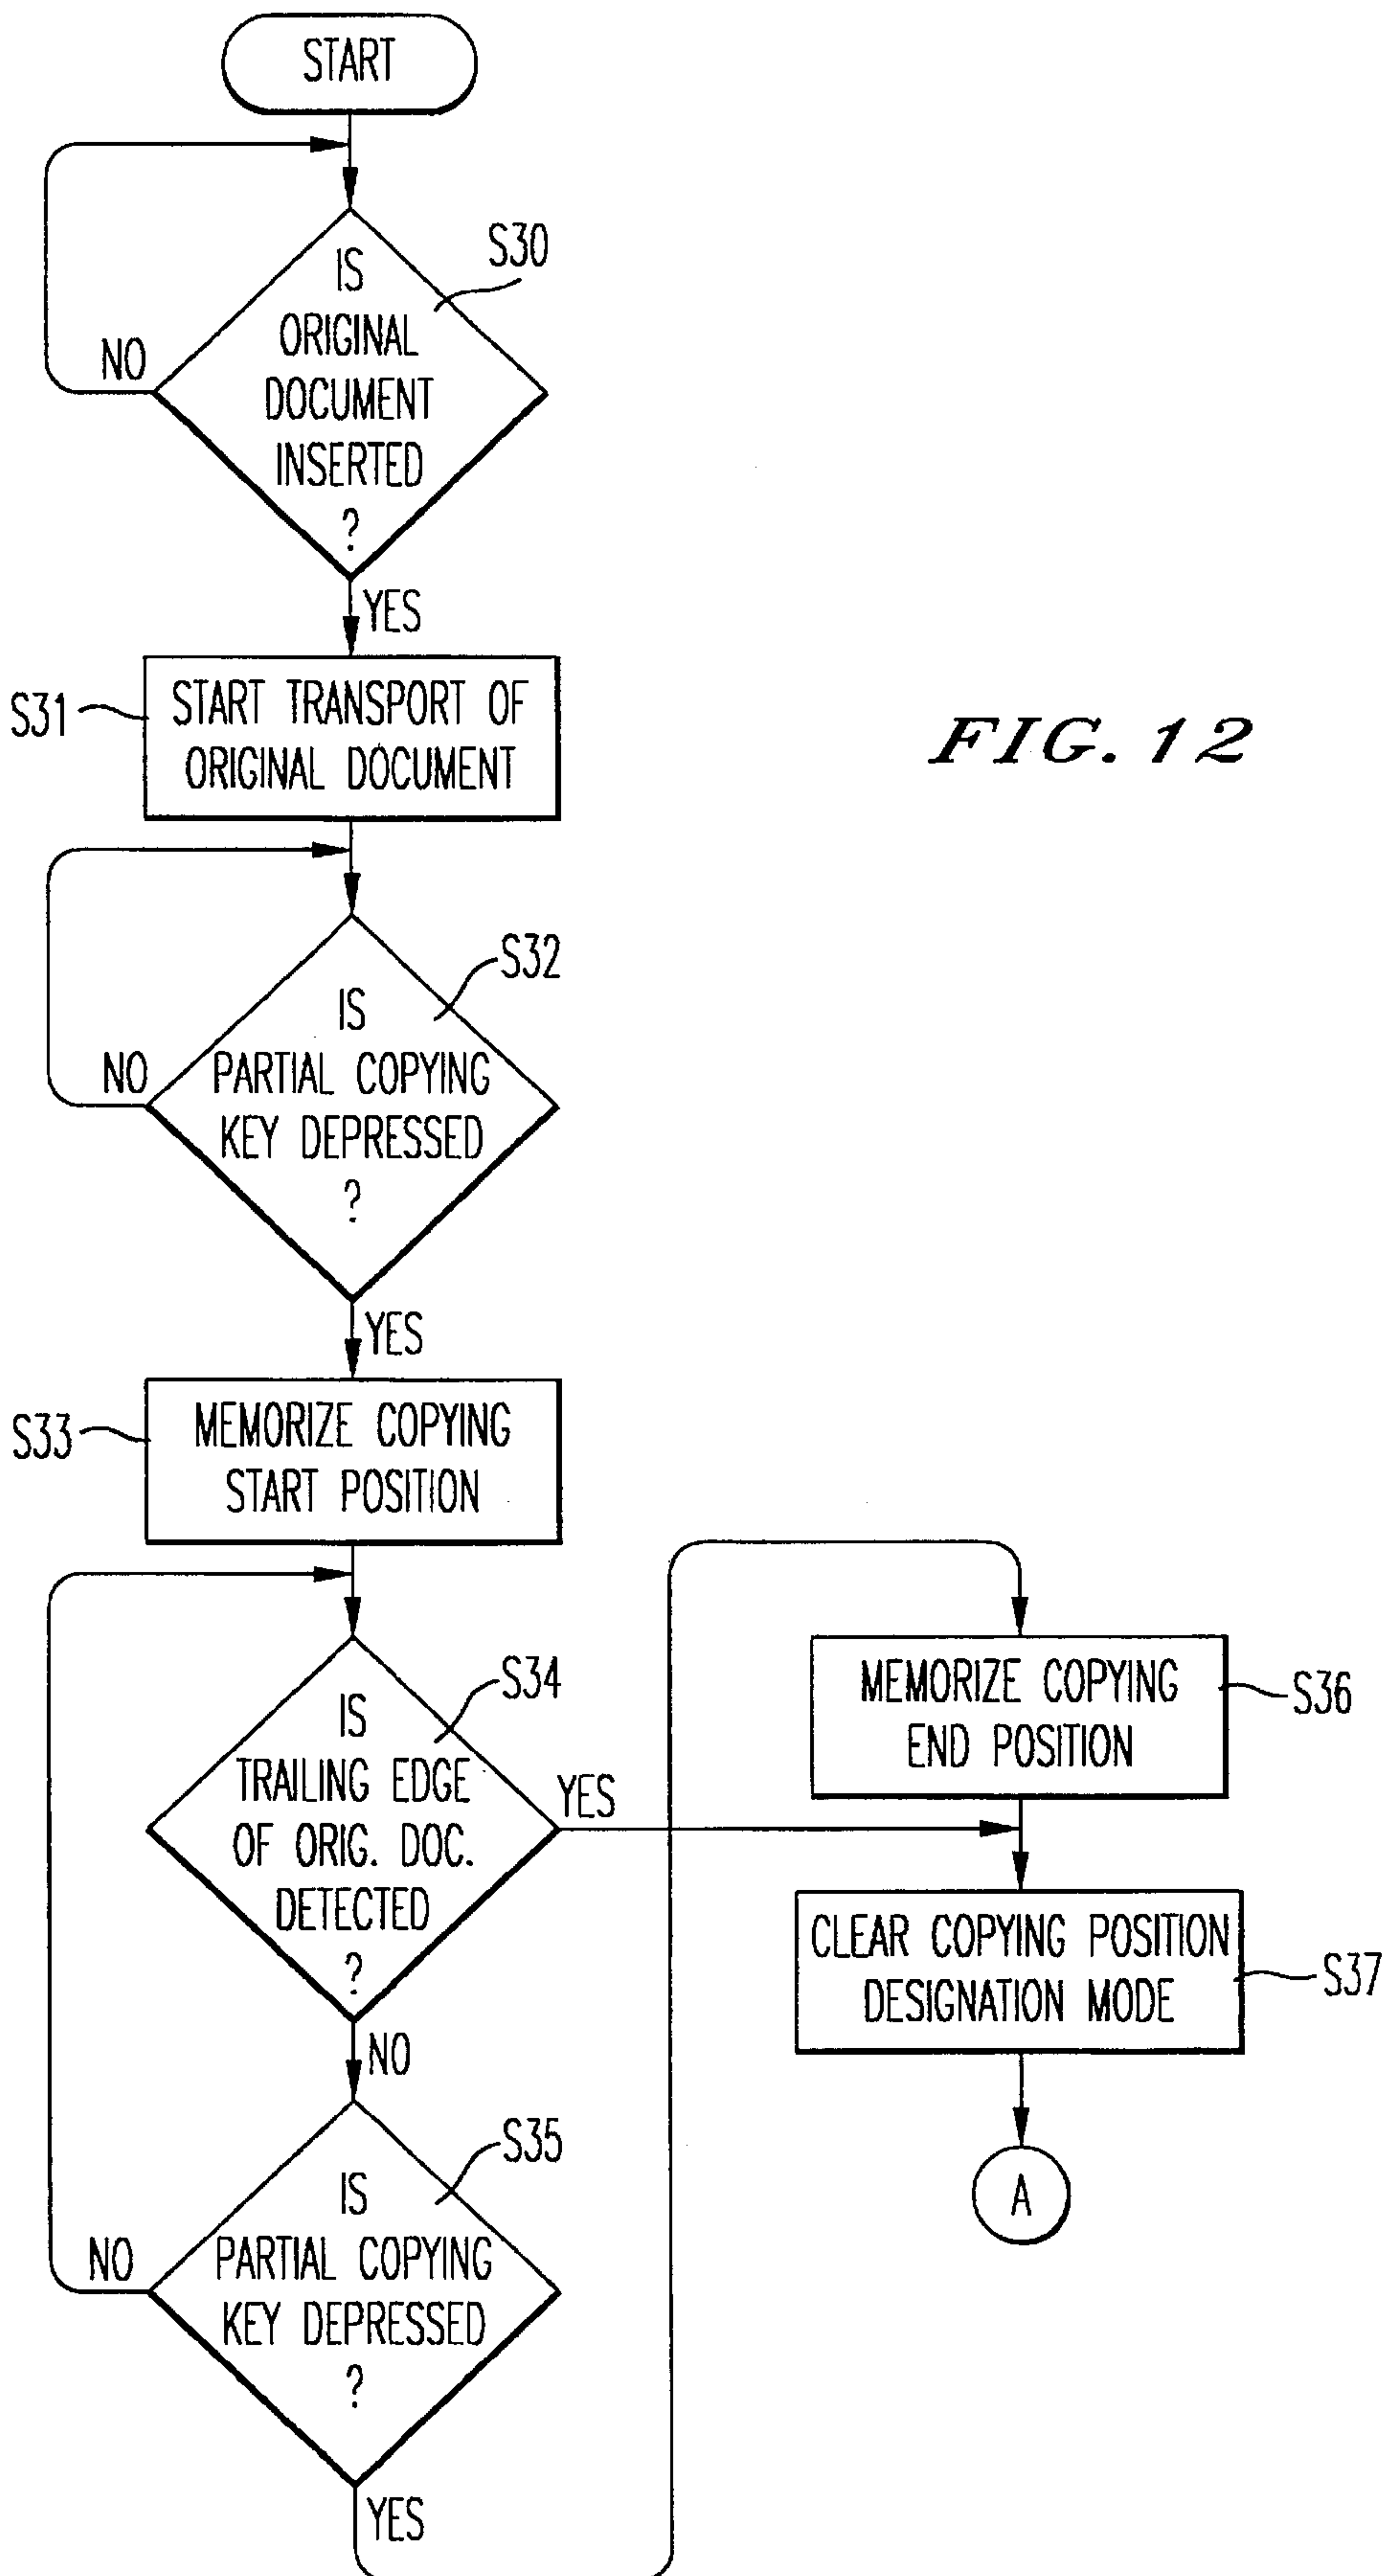 START
S30
IS
ORIGINAL
DOCUMENT
INSERTED
?
NO
YES
S31
START TRANSPORT OF
ORIGINAL DOCUMENT
FIG. 12
S32
IS
PARTIAL COPYING
KEY DEPRESSED
?
NO
YES
S33
MEMORIZE COPYING
START POSITION
S34
IS
TRAILING EDGE
OF ORIG. DOC.
DETECTED
?
YES
NO
S35
IS
PARTIAL COPYING
KEY DEPRESSED
?
NO
YES
MEMORIZE COPYING
END POSITION
S36
CLEAR COPYING POSITION
DESIGNATION MODE
S37
A